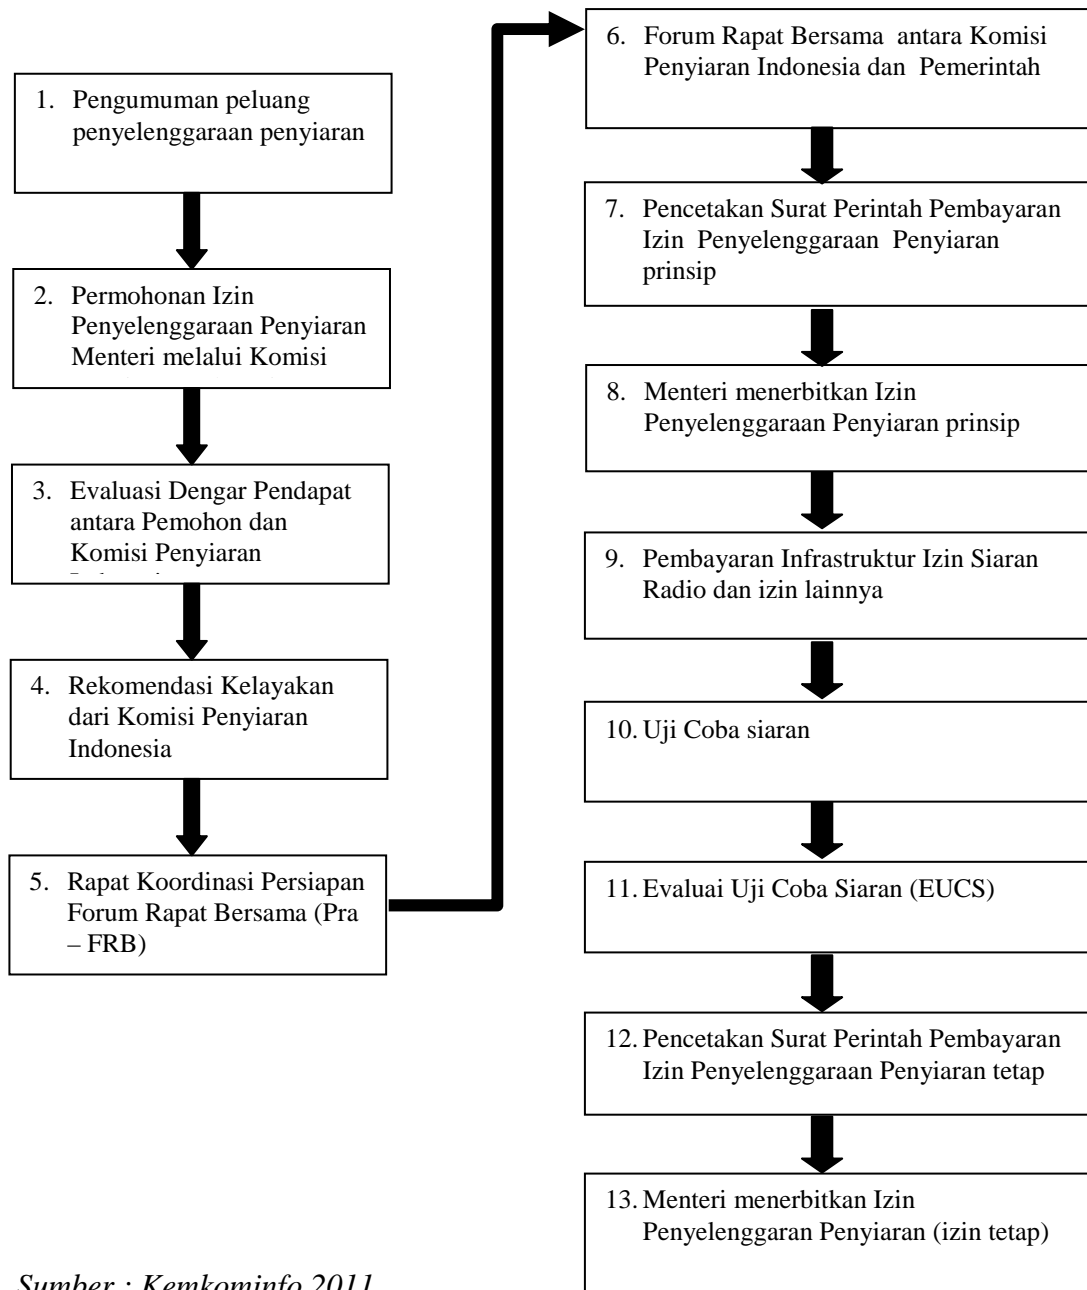 1. Pengumuman peluang
penyelenggaraan penyiaran
2. Permohonan Izin
Penyelenggaraan Penyiaran
Menteri melalui Komisi
3. Evaluasi Dengar Pendapat
antara Pemohon dan
Komisi Penyiaran
4. Rekomendasi Kelayakan
dari Komisi Penyiaran
Indonesia
5. Rapat Koordinasi Persiapan
Forum Rapat Bersama (Pra
– FRB)
6. Forum Rapat Bersama antara Komisi
Penyiaran Indonesia dan Pemerintah
7. Pencetakan Surat Perintah Pembayaran
Izin Penyelenggaraan Penyiaran
prinsip
8. Menteri menerbitkan Izin
Penyelenggaraan Penyiaran prinsip
9. Pembayaran Infrastruktur Izin Siaran
Radio dan izin lainnya
10. Uji Coba siaran
11. Evaluai Uji Coba Siaran (EUCS)
12. Pencetakan Surat Perintah Pembayaran
Izin Penyelenggaraan Penyiaran tetap
13. Menteri menerbitkan Izin
Penyelenggaran Penyiaran (izin tetap)
Sumber : Kemkominfo 2011